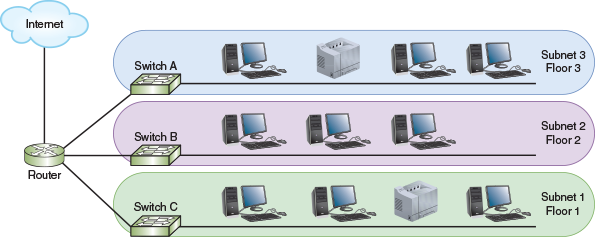 Internet
Switch A
Subnet 3
Floor 3
Switch B
Subnet 2
Floor 2
Router
Switch C
Subnet 1
Floor 1